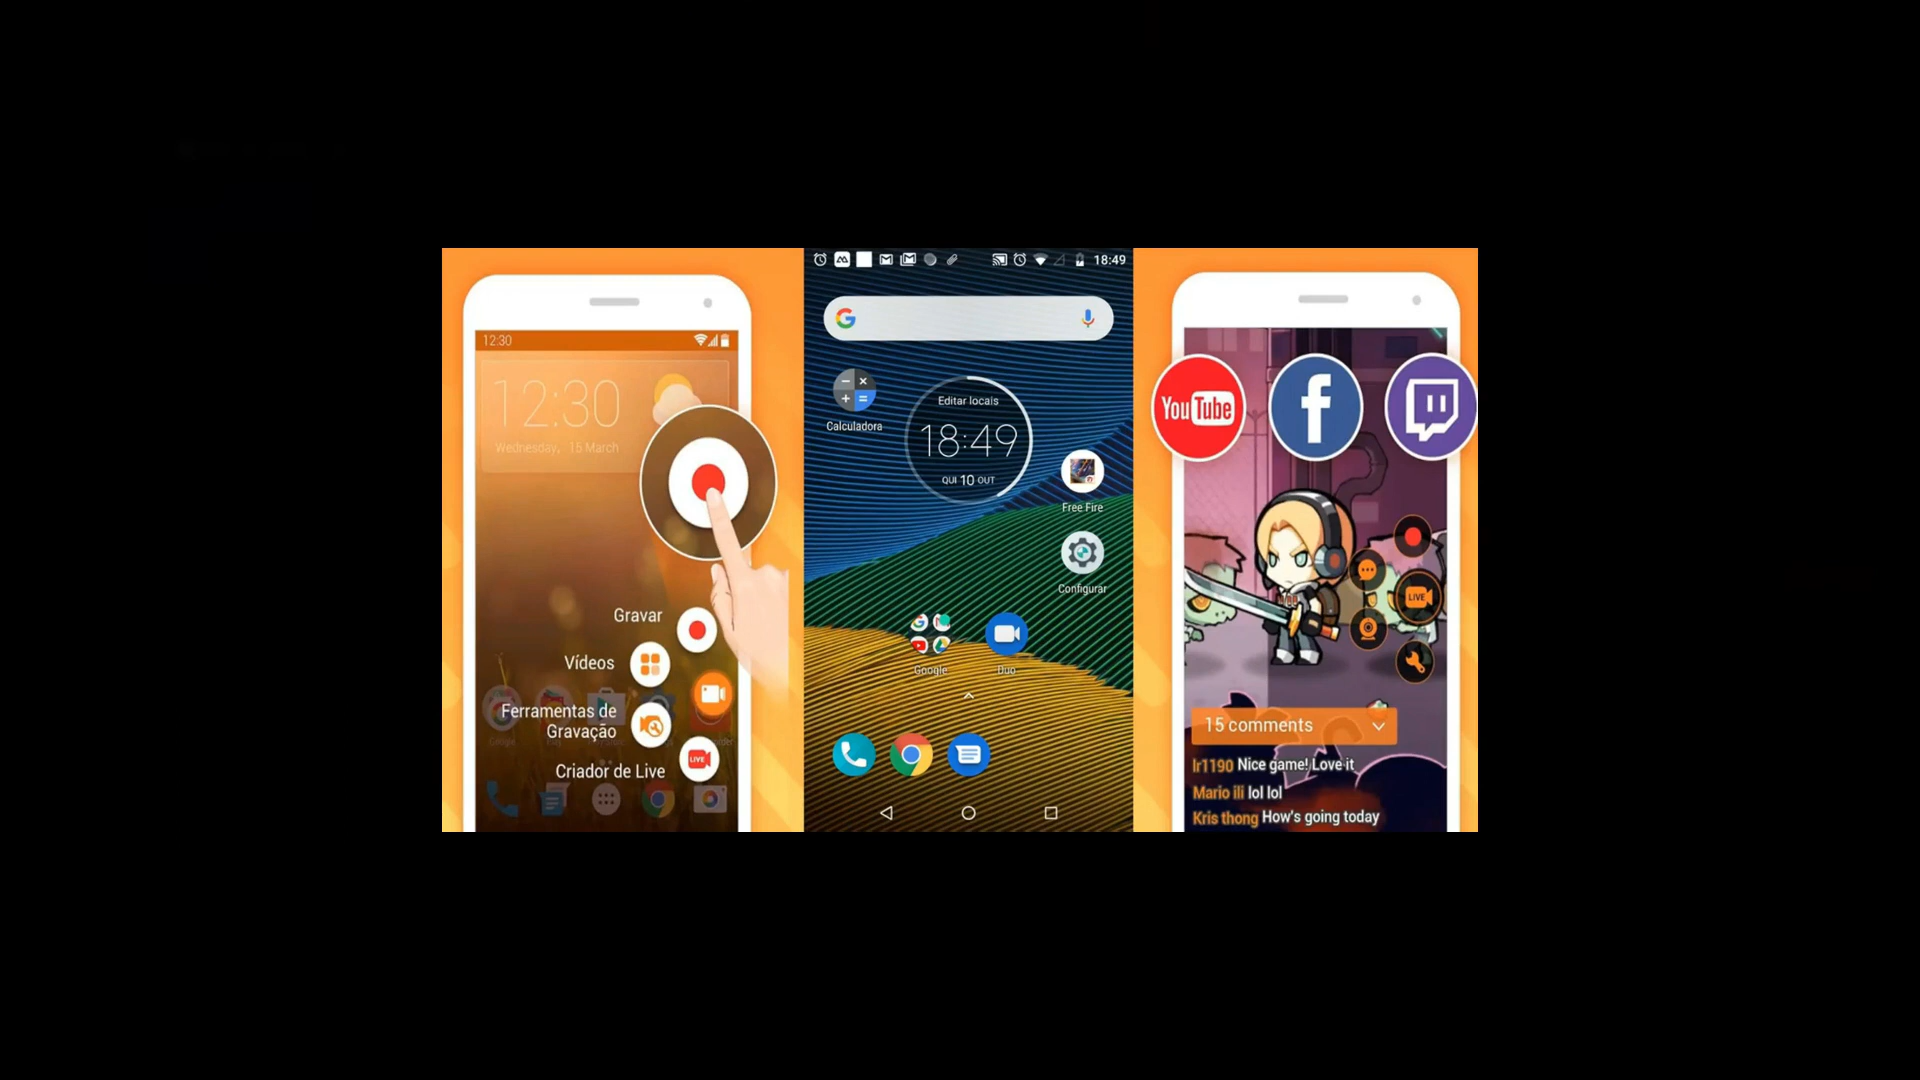 12:30
12:30
Wednesday, 15 March
Gravar
Vídeos
Ferramentas de
Gravação
Criador de Live
LIVE
18:49
Editar locais
18:49
QUI 10 OUT
Calculadora
Free Fire
Configurar
Google
Duo
YouTube
LIVE
15 comments
Ir1190 Nice game! Love it
Mario ili lol lol
Kris thong How's going today